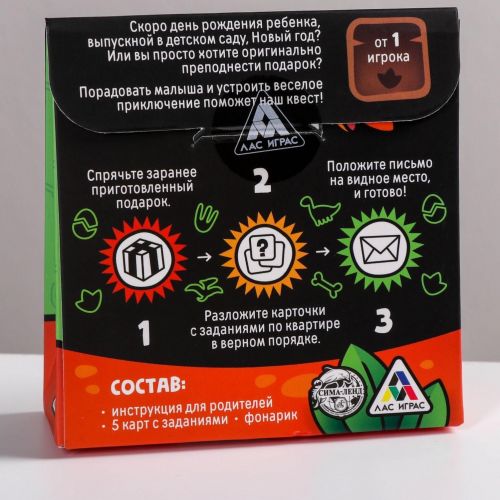 Скоро день рождения ребенка,
выпускной в детском саду, Новый год?
Или вы просто хотите оригинально
преподнести подарок?
Порадовать малыша и устроить веселое
приключение поможет наш квест!
от 1
игрока
ЛАС ИГРАС
Спрячьте заранее
приготовленный
подарок.
2
Положите письмо
на видное место,
и готово!
?
1
Разложите карточки
с заданиями по квартире
в верном порядке.
3
СОСТАВ:
· инструкция для родителей
· 5 карт с заданиями · фонарик
СИМА-ЛЕНД
ЛАС ИГРАС